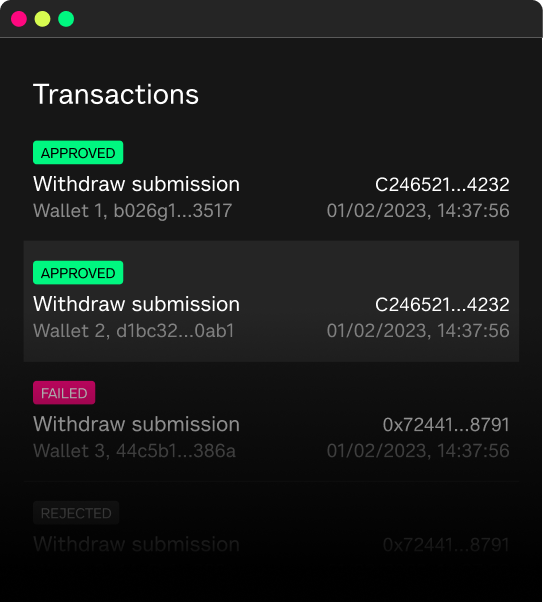 Transactions
APPROVED
Withdraw submission C246521...4232
Wallet 1, b026g1...3517 01/02/2023, 14:37:56
APPROVED
Withdraw submission C246521...4232
Wallet 2, d1bc32...0ab1 01/02/2023, 14:37:56
FAILED
Withdraw submission 0x72441...8791
Wallet 3, 44c5b1...386a 01/02/2023, 14:37:56
REJECTED
Withdraw submission 0x72441...8791